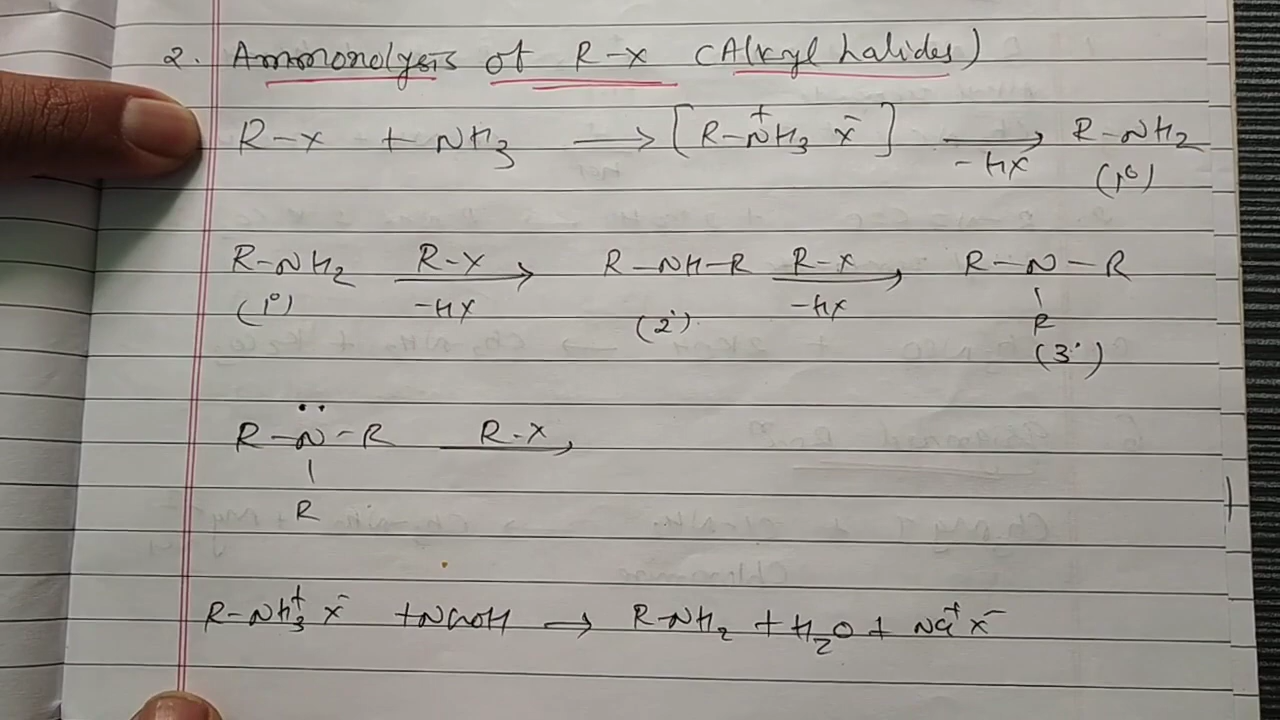 2. Ammonolysis of R-X (Alkyl halides)
R-X + NH3 ⟶ [R-N⁺H3 X⁻] ⟶ -HX R-NH2
(1°)
R-NH2 R-X ⟶ -HX R-NH-R R-X ⟶ -HX R-N-R
(1°) (2°) R
(3°)
R-N̈-R R-X ⟶
R
R-NH3⁺ X⁻ + NaOH → R-NH2 + H2O + Na⁺X⁻